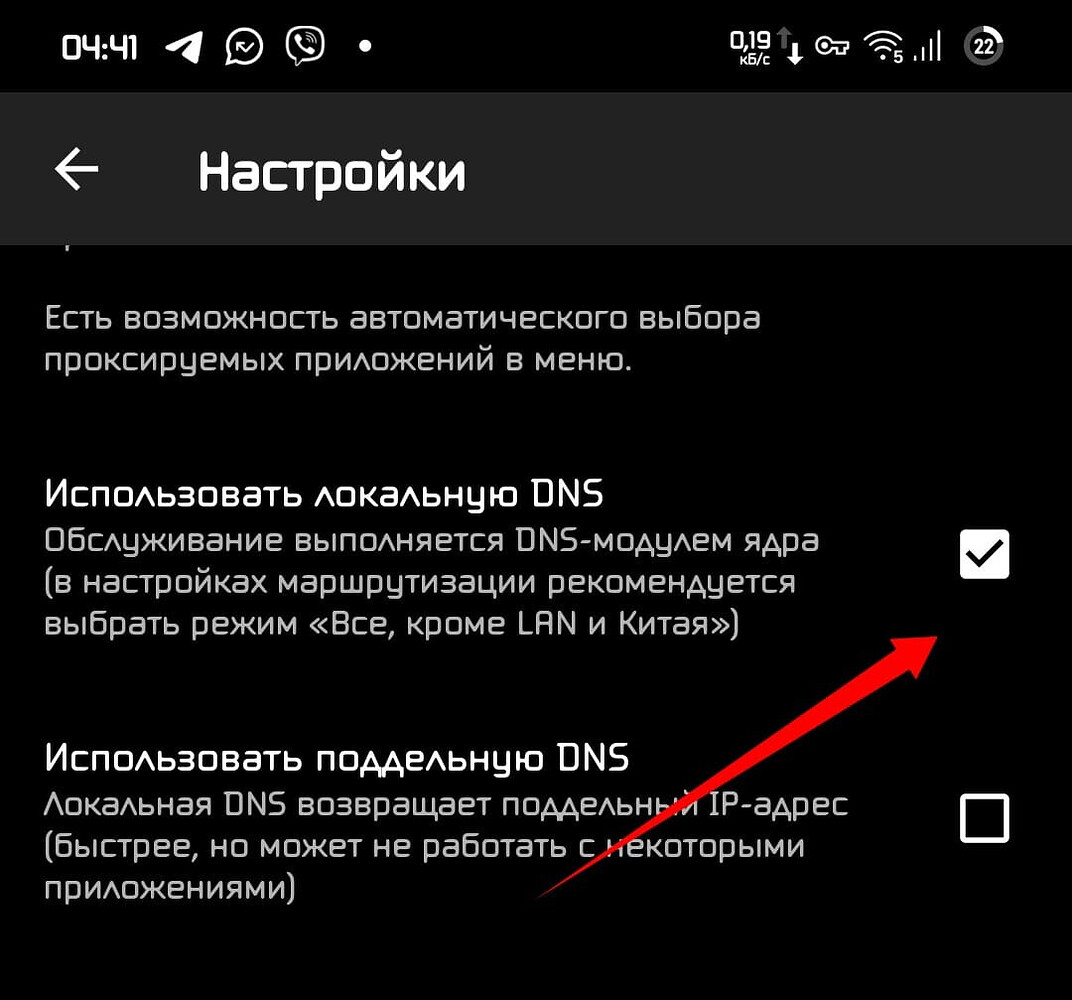 04:41
0,19
кБ/с
5
22
Настройки
Есть возможность автоматического выбора
проксируемых приложений в меню.
Использовать локальную DNS
Обслуживание выполняется DNS-модулем ядра
(в настройках маршрутизации рекомендуется
выбрать режим «Все, кроме LAN и Китая»)
Использовать поддельную DNS
Локальная DNS возвращает поддельный IP-адрес
(быстрее, но может не работать с некоторыми
приложениями)